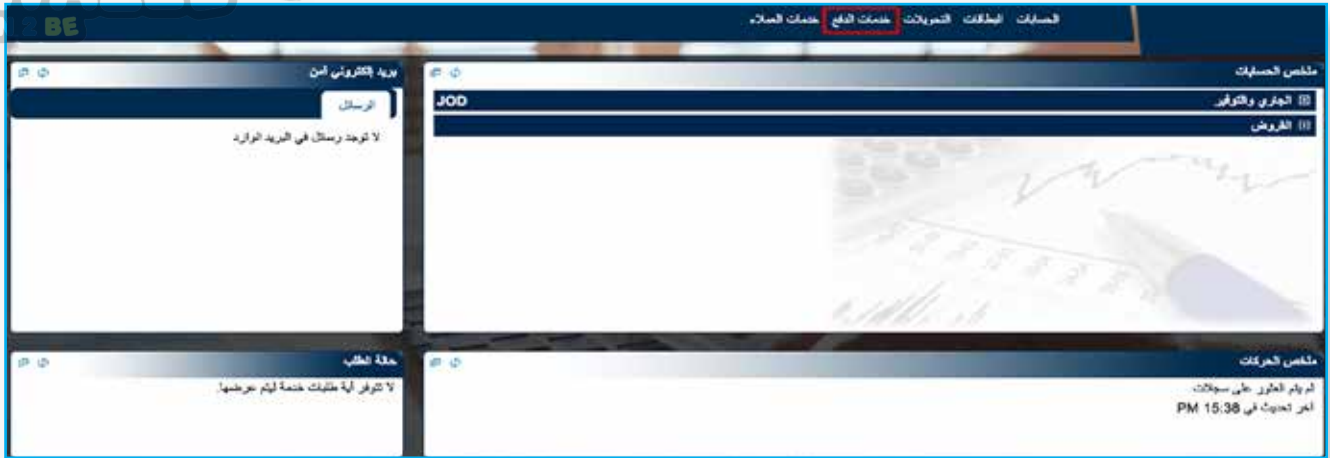 BE
الحسابات البطاقات التحويلات خدمات الدفع خدمات العملاء
ملخص الحسابات
الجاري والتوفير JOD
القروض
بريد إلكتروني آمن
الرسائل
لا توجد رسائل في البريد الوارد
ملخص الحركات
لم يتم العثور على سجلات
آخر تحديث في 15:38 PM
حالة الطلب
لا تتوفر أية طلبات خدمة ليتم عرضها.